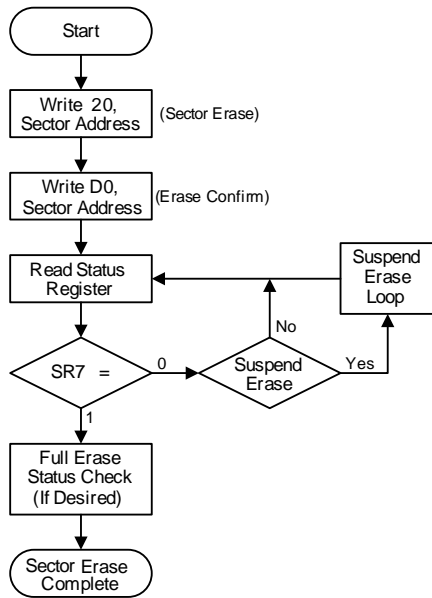 Start
Write 20,
Sector Address
(Sector Erase)
Write D0,
Sector Address
(Erase Confirm)
Read Status
Register
Suspend
Erase
Loop
No
SR7 =
0
Suspend
Erase
Yes
1
Full Erase
Status Check
(If Desired)
Sector Erase
Complete